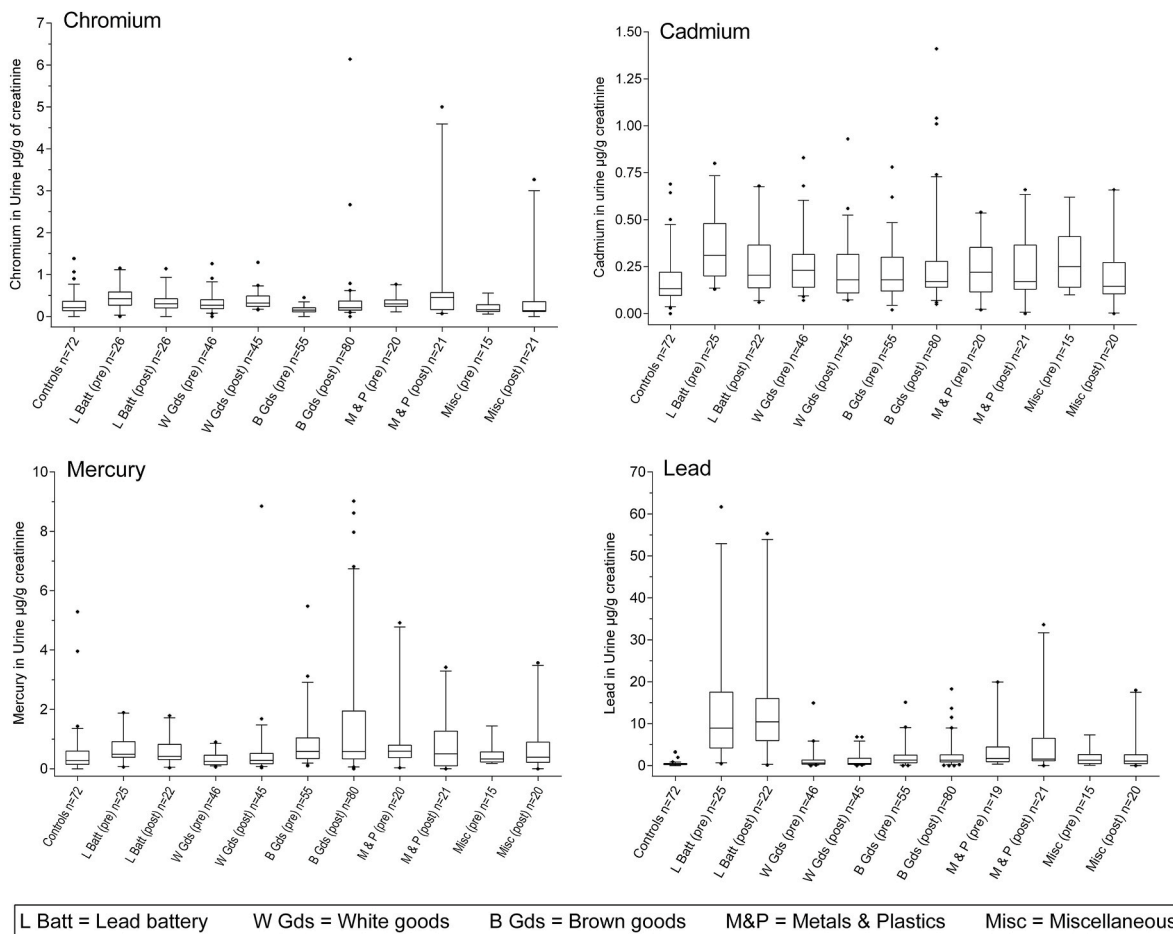 Chromium
Chromium in Urine µg/g of creatinine
7
6
5
4
3
2
1
0
Controls n=72
L Batt (pre) n=26
L Batt (post) n=26
W Gds (pre) n=46
W Gds (post) n=45
B Gds (pre) n=55
B Gds (post) n=80
M & P (pre) n=20
M & P (post) n=21
Misc (pre) n=15
Misc (post) n=21
Cadmium
Cadmium in urine µg/g creatinine
1.50
1.25
1.00
0.75
0.50
0.25
0.00
Controls n=72
L Batt (pre) n=25
L Batt (post) n=22
W Gds (pre) n=46
W Gds (post) n=45
B Gds (pre) n=55
B Gds (post) n=80
M & P (pre) n=20
M & P (post) n=21
Misc (pre) n=15
Misc (post) n=20
Mercury
Mercury in Urine µg/g creatinine
10
8
6
4
2
0
Controls n=72
L Batt (pre) n=25
L Batt (post) n=22
W Gds (pre) n=46
W Gds (post) n=45
B Gds (pre) n=55
B Gds (post) n=80
M & P (pre) n=20
M & P (post) n=21
Misc (pre) n=15
Misc (post) n=20
Lead
Lead in Urine µg/g creatinine
70
60
50
40
30
20
10
0
Controls n=72
L Batt (pre) n=25
L Batt (post) n=22
W Gds (pre) n=46
W Gds (post) n=45
B Gds (pre) n=55
B Gds (post) n=80
M & P (pre) n=19
M & P (post) n=21
Misc (pre) n=15
Misc (post) n=20
L Batt = Lead battery W Gds = White goods B Gds = Brown goods M&P = Metals & Plastics Misc = Miscellaneous